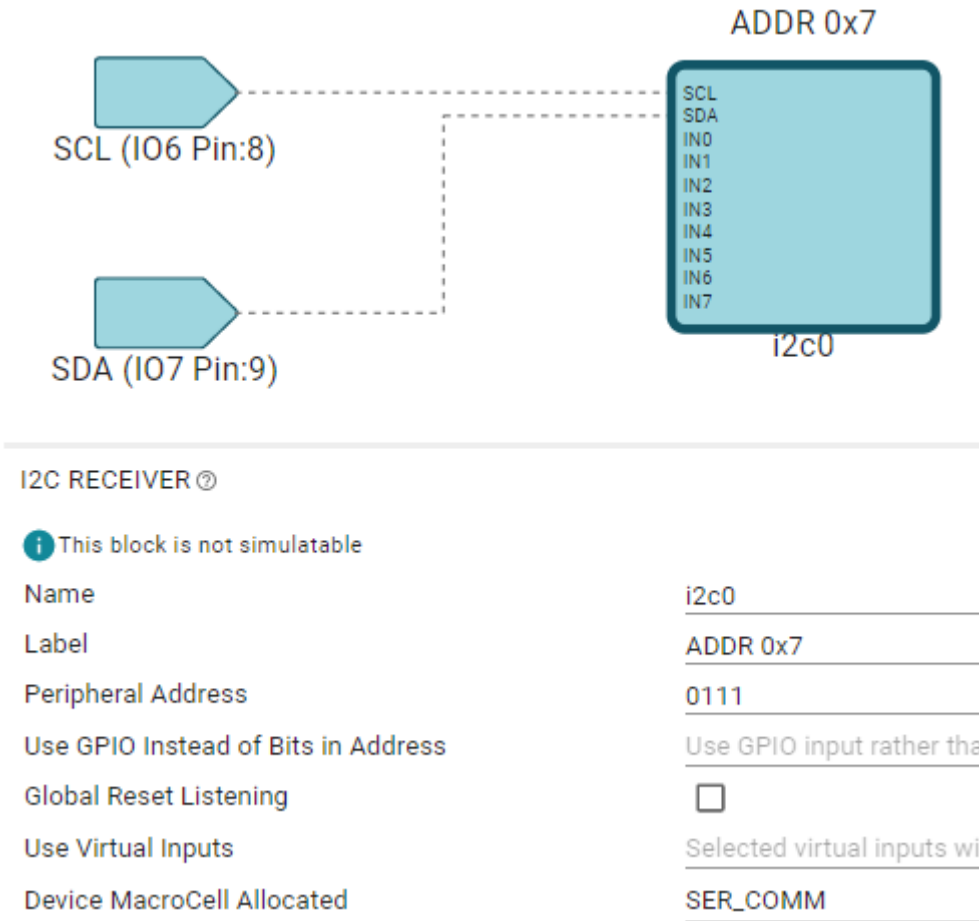 ADDR 0x7
SCL
SDA
IN0
IN1
IN2
IN3
IN4
IN5
IN6
IN7
i2c0
SCL (IO6 Pin:8)
SDA (IO7 Pin:9)
I2C RECEIVER
This block is not simulatable
Name i2c0
Label ADDR 0x7
Peripheral Address 0111
Use GPIO Instead of Bits in Address Use GPIO input rather tha
Global Reset Listening
Use Virtual Inputs Selected virtual inputs wi
Device MacroCell Allocated SER_COMM